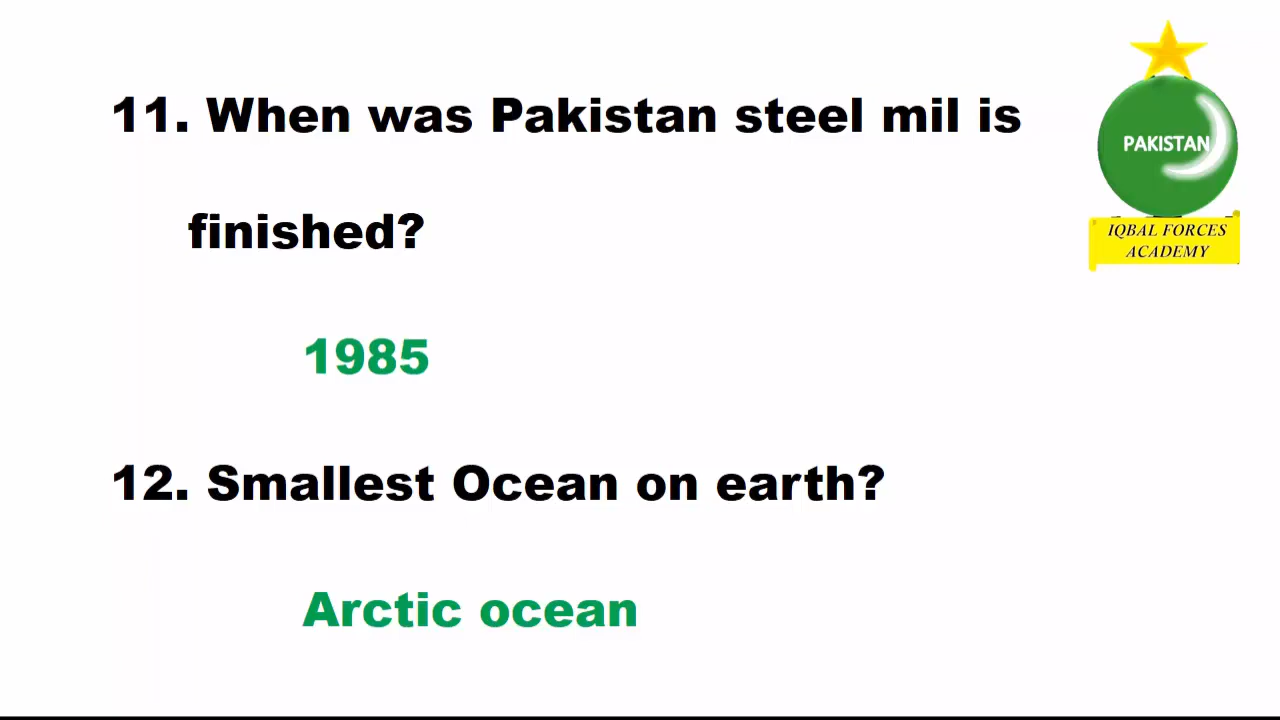 11. When was Pakistan steel mil is
finished?
1985
12. Smallest Ocean on earth?
Arctic ocean
PAKISTAN
IQBAL FORCES
ACADEMY